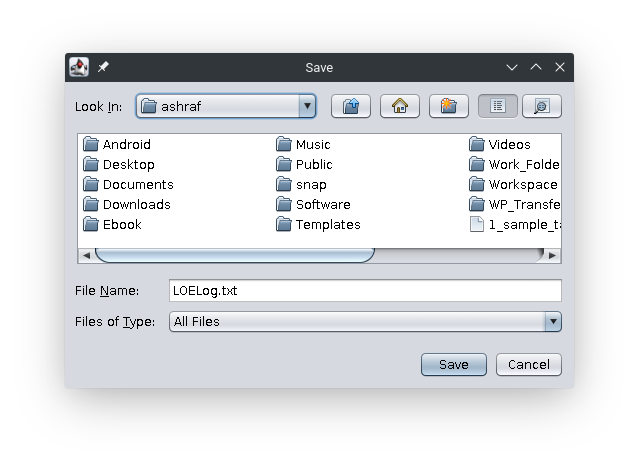 Save
Look In: ashraf
Android
Desktop
Documents
Downloads
Ebook
Music
Public
snap
Software
Templates
Videos
Work_Folde
Workspace
WP_Transfe
1_sample_ta
File Name: LOELog.txt
Files of Type: All Files
Save Cancel